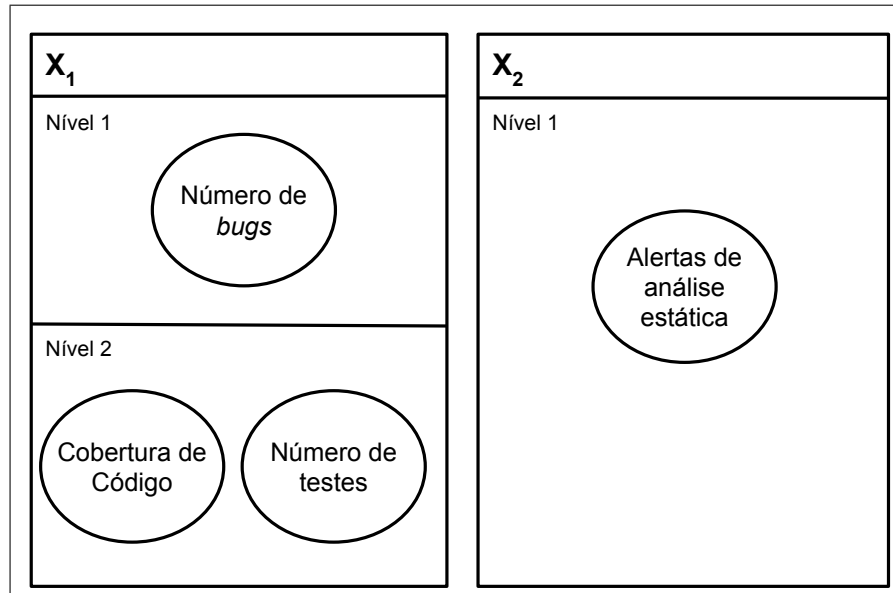 X1
Nível 1
Número de
bugs
Nível 2
Cobertura de
Código
Número de
testes
X2
Nível 1
Alertas de
análise
estática